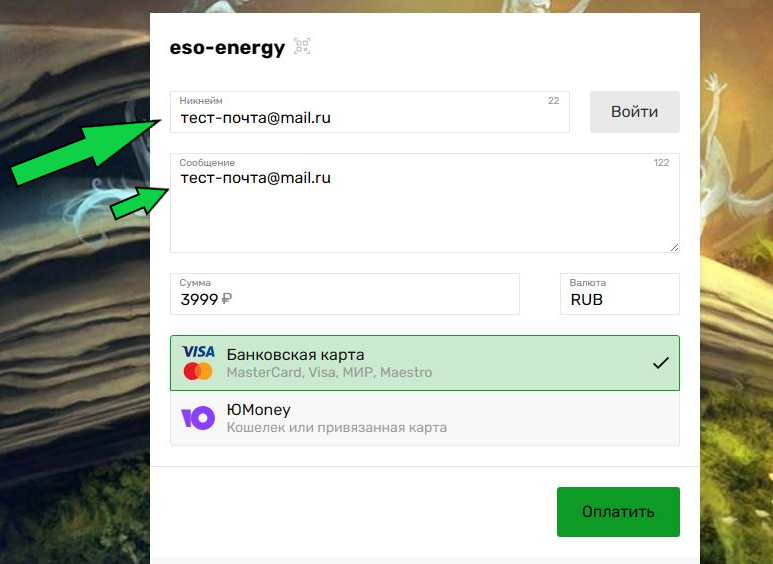 eso-energy
Никнейм 22
тест-почта@mail.ru
Войти
Сообщение 122
тест-почта@mail.ru
Сумма
3999 ₽
Валюта
RUB
VISA
Банковская карта
MasterCard, Visa, МИР, Maestro
ЮMoney
Кошелек или привязанная карта
Оплатить